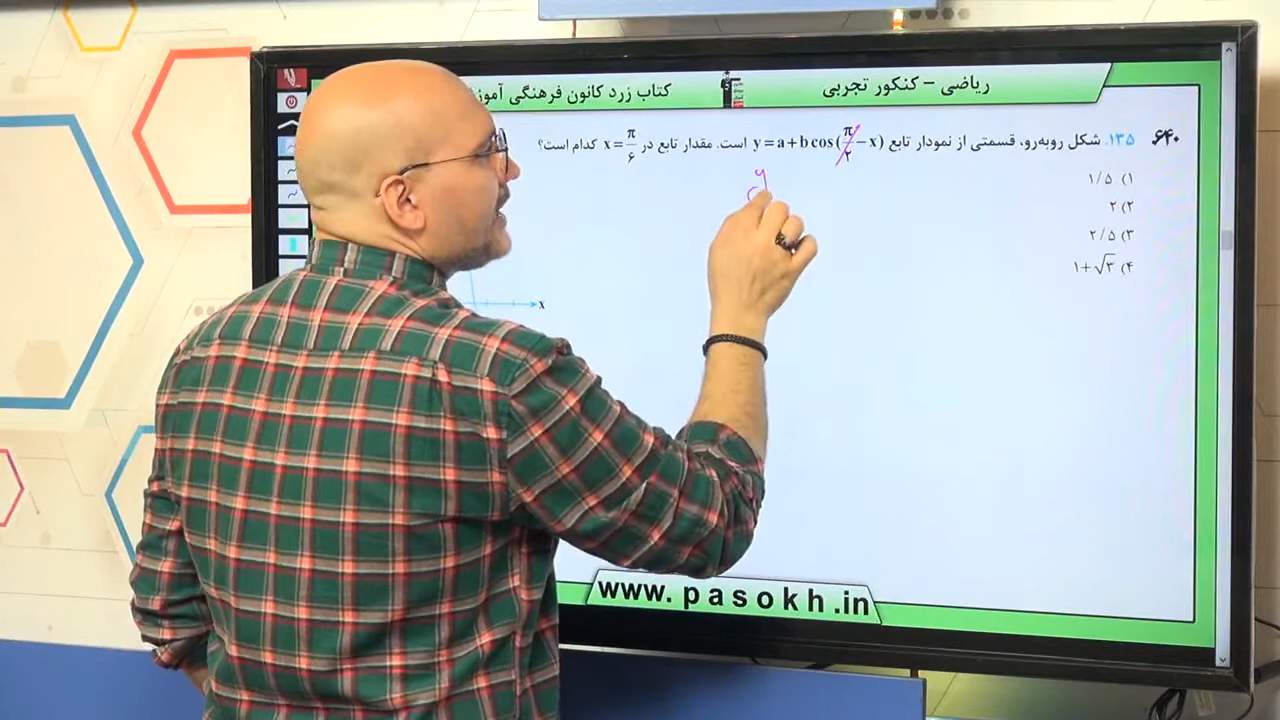 ریاضی – کنکور تجربی
کتاب زرد کانون فرهنگی
۶۴۰. ۱۳۵. شکل روبه‌رو، قسمتی از نمودار تابع y=a+b cos(π/۲−x) است. مقدار تابع در x=π/۶ کدام است؟
۱) ۱/۵
۲) ۲
۳) ۲/۵
۴) ۱+√۳
y
x
www.pasokh.in